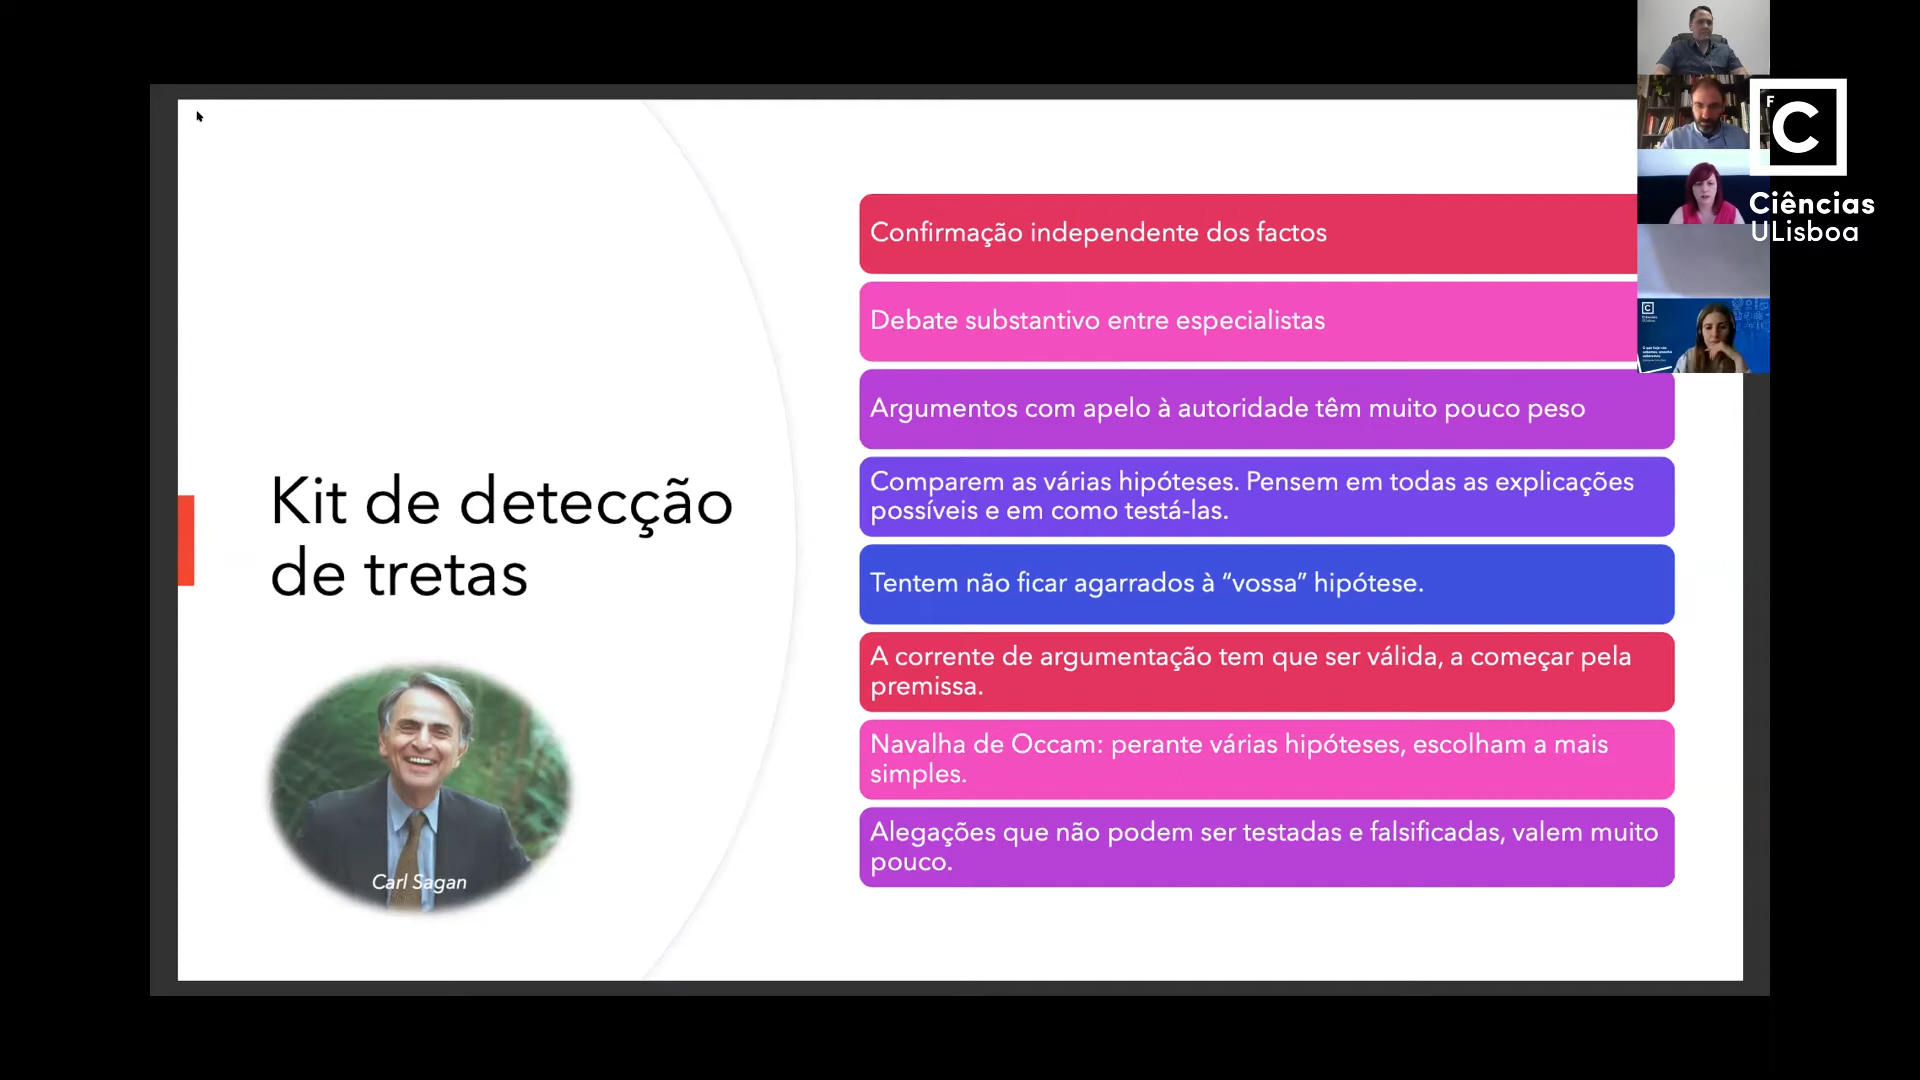 Kit de detecção
de tretas
Carl Sagan
Confirmação independente dos factos
Debate substantivo entre especialistas
Argumentos com apelo à autoridade têm muito pouco peso
Comparem as várias hipóteses. Pensem em todas as explicações
possíveis e em como testá-las.
Tentem não ficar agarrados à “vossa” hipótese.
A corrente de argumentação tem que ser válida, a começar pela
premissa.
Navalha de Occam: perante várias hipóteses, escolham a mais
simples.
Alegações que não podem ser testadas e falsificadas, valem muito
pouco.
F
C
Ciências
ULisboa